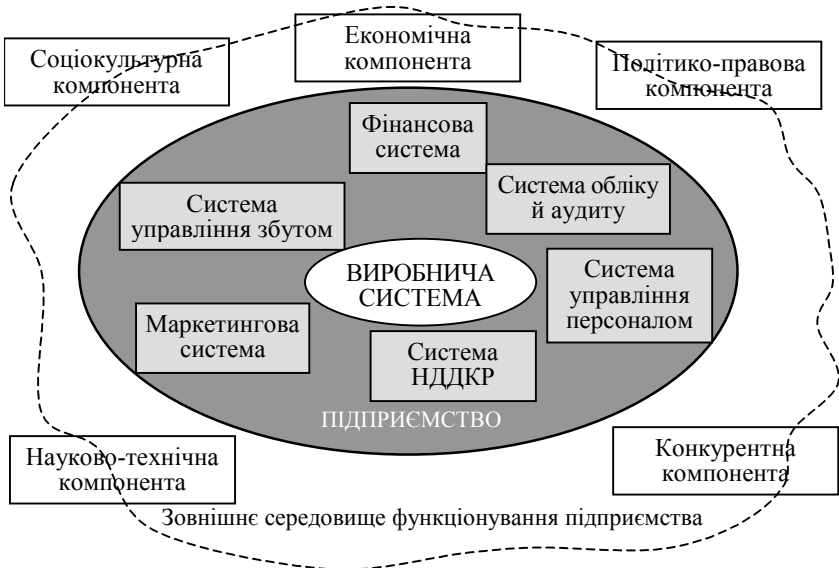 Соціокультурна
компонента
Економічна
компонента
Політико-правова
компонента
Фінансова
система
Система обліку
й аудиту
Система
управління збутом
ВИРОБНИЧА
СИСТЕМА
Система
управління
персоналом
Маркетингова
система
Система
НДДКР
ПІДПРИЄМСТВО
Науково-технічна
компонента
Конкурентна
компонента
Зовнішнє середовище функціонування підприємства